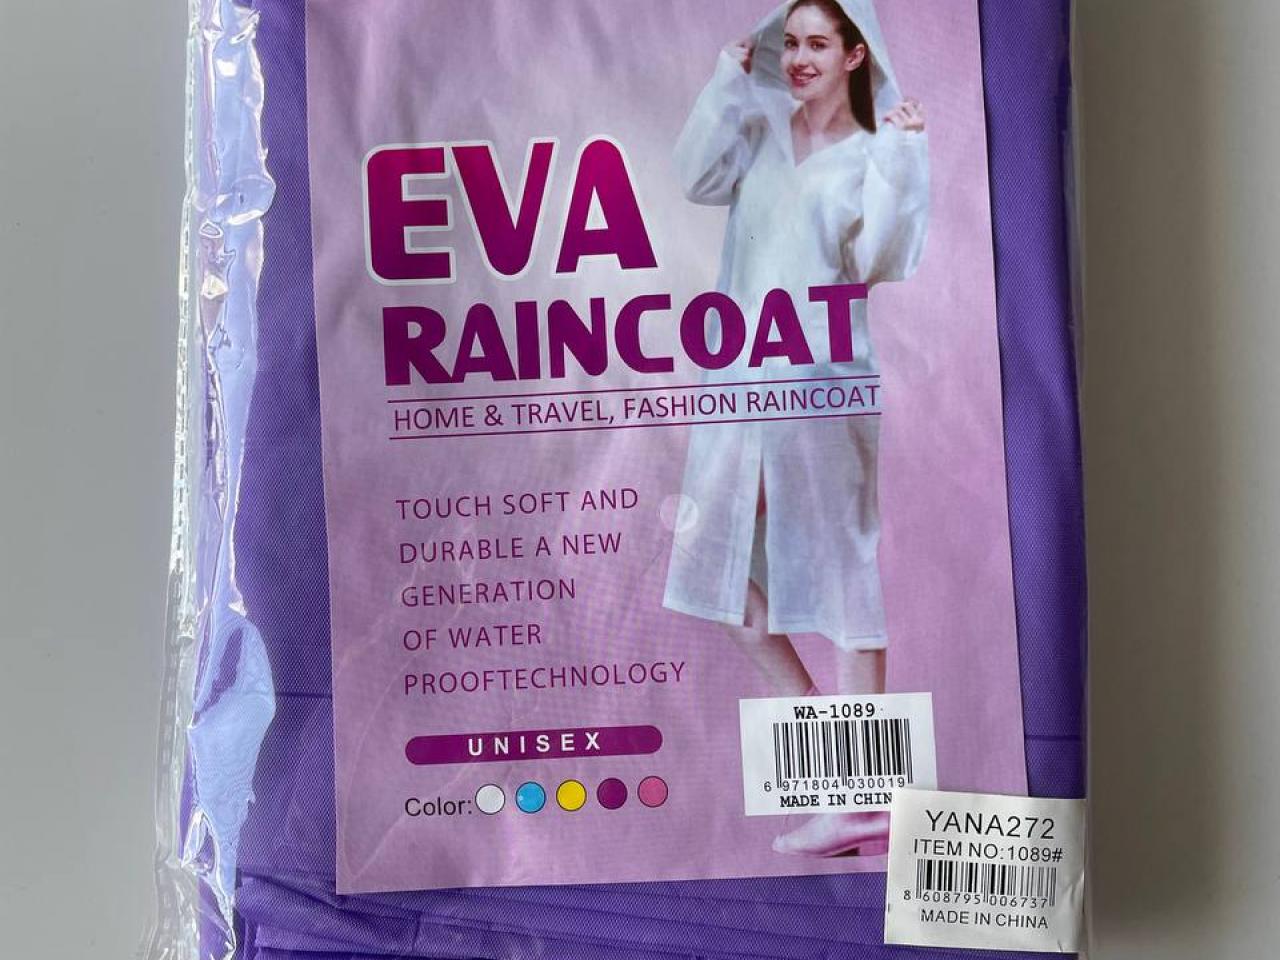 EVA
RAINCOAT
HOME & TRAVEL, FASHION RAINCOAT
TOUCH SOFT AND
DURABLE A NEW
GENERATION
OF WATER
PROOFTECHNOLOGY
UNISEX
Color:
WA-1089
6 971804 030019
MADE IN CHIN
YANA272
ITEM NO:1089#
8 608795 006737
MADE IN CHINA